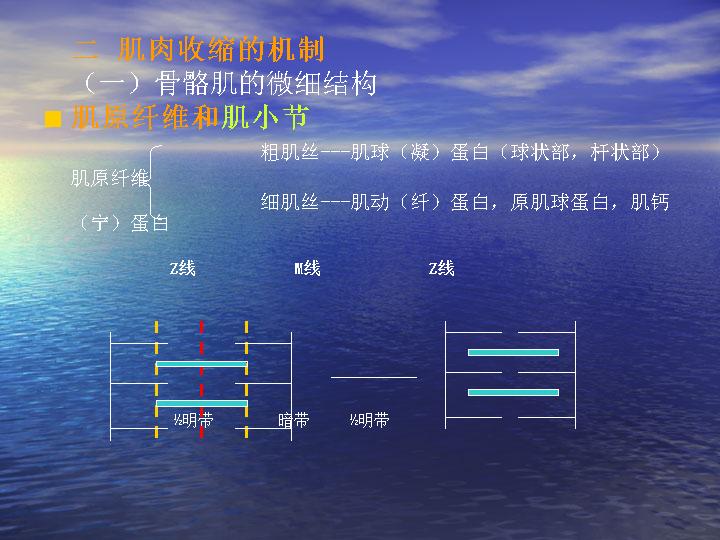 二 肌肉收缩的机制
（一）骨骼肌的微细结构
肌原纤维和肌小节
粗肌丝---肌球（凝）蛋白（球状部，杆状部）
肌原纤维
细肌丝---肌动（纤）蛋白，原肌球蛋白，肌钙
（宁）蛋白
Z线 M线 Z线
½明带 暗带 ½明带